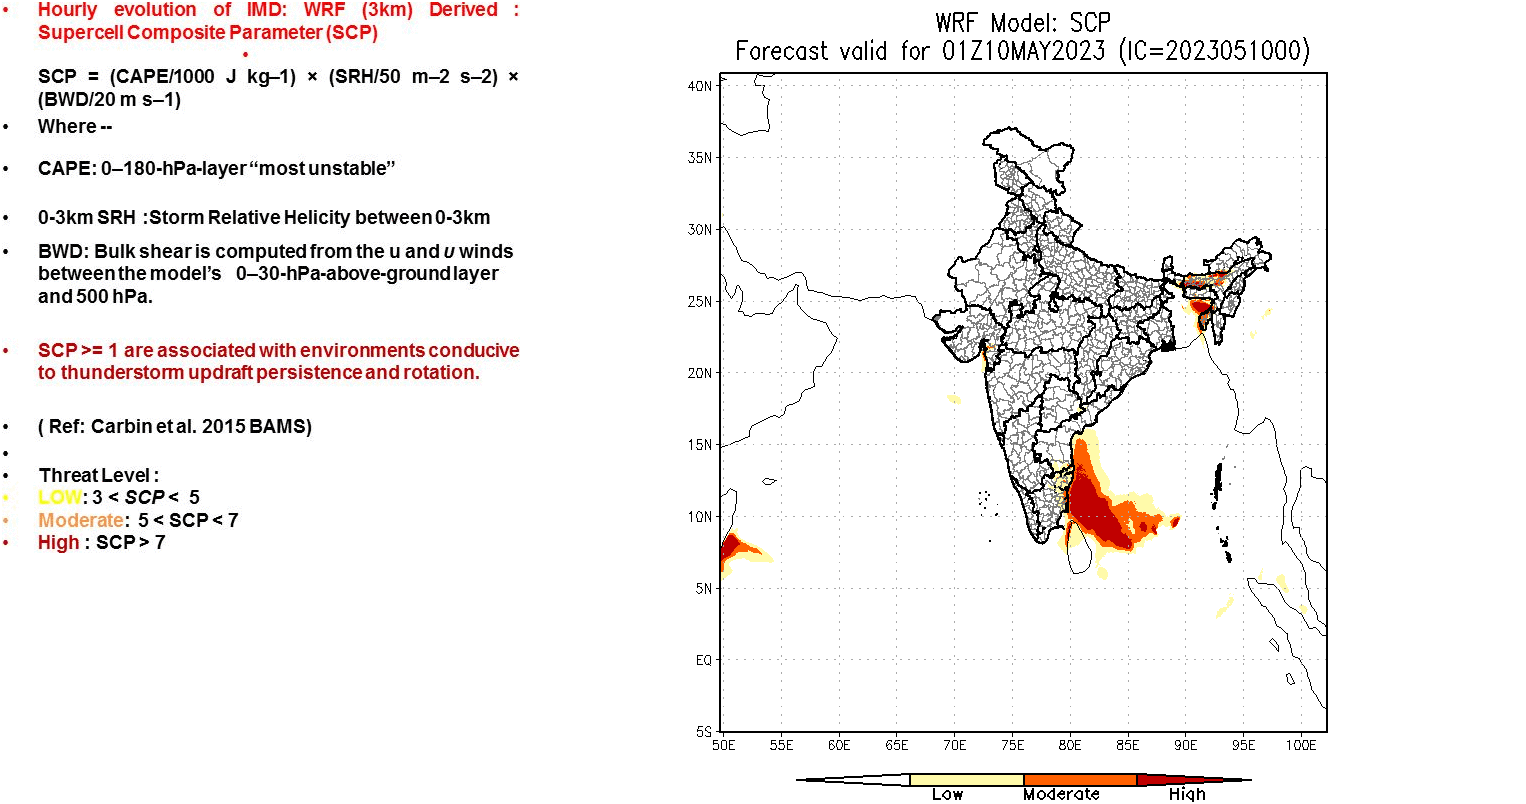 • Hourly evolution of IMD: WRF (3km) Derived :
Supercell Composite Parameter (SCP)
•
SCP = (CAPE/1000 J kg–1) × (SRH/50 m–2 s–2) ×
(BWD/20 m s–1)
• Where --
• CAPE: 0–180-hPa-layer “most unstable”
• 0-3km SRH :Storm Relative Helicity between 0-3km
• BWD: Bulk shear is computed from the u and υ winds
between the model’s 0–30-hPa-above-ground layer
and 500 hPa.
• SCP >= 1 are associated with environments conducive
to thunderstorm updraft persistence and rotation.
• ( Ref: Carbin et al. 2015 BAMS)
•
• Threat Level :
• LOW: 3 < SCP < 5
• Moderate: 5 < SCP < 7
• High : SCP > 7
WRF Model: SCP
Forecast valid for 01Z10MAY2023 (IC=2023051000)
40N
35N
30N
25N
20N
15N
10N
5N
EQ
5S
50E 55E 60E 65E 70E 75E 80E 85E 90E 95E 100E
Low Moderate High